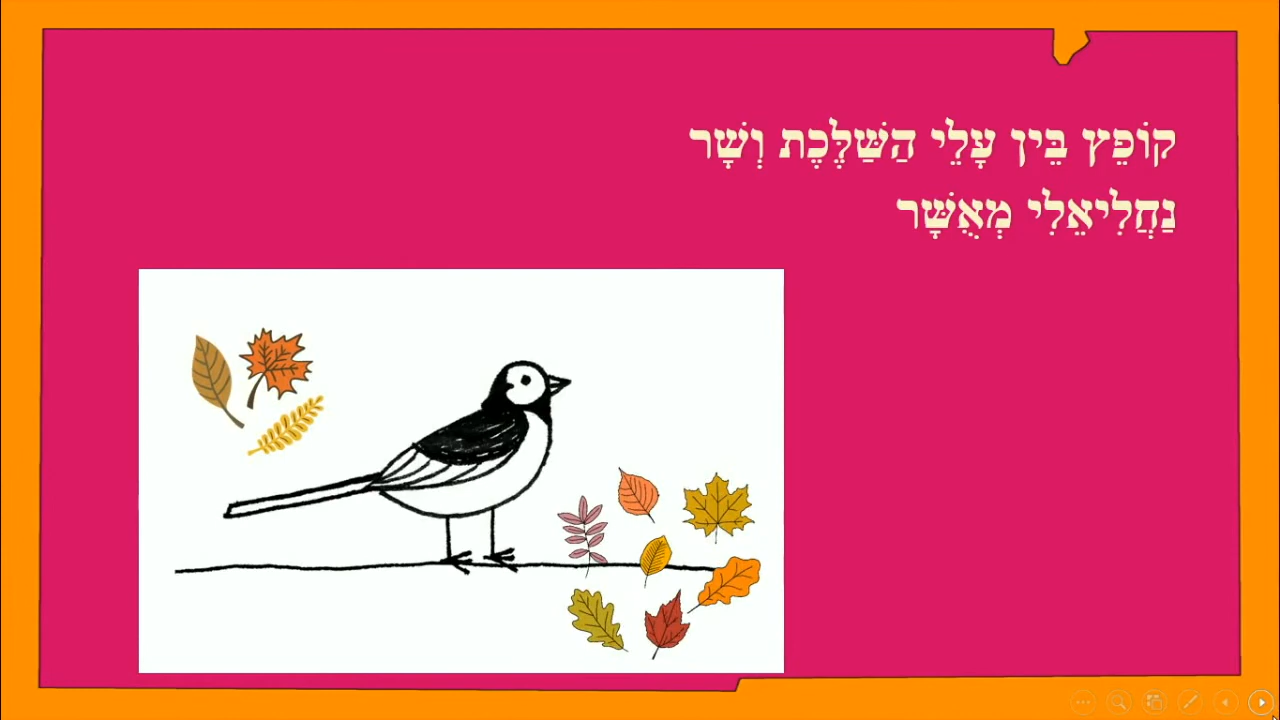 קוֹפֵץ בֵּין עָלֵי הַשַּׁלֶּכֶת וְשָׁר
נַחֲלִיאֵלִי מְאֻשָּׁר